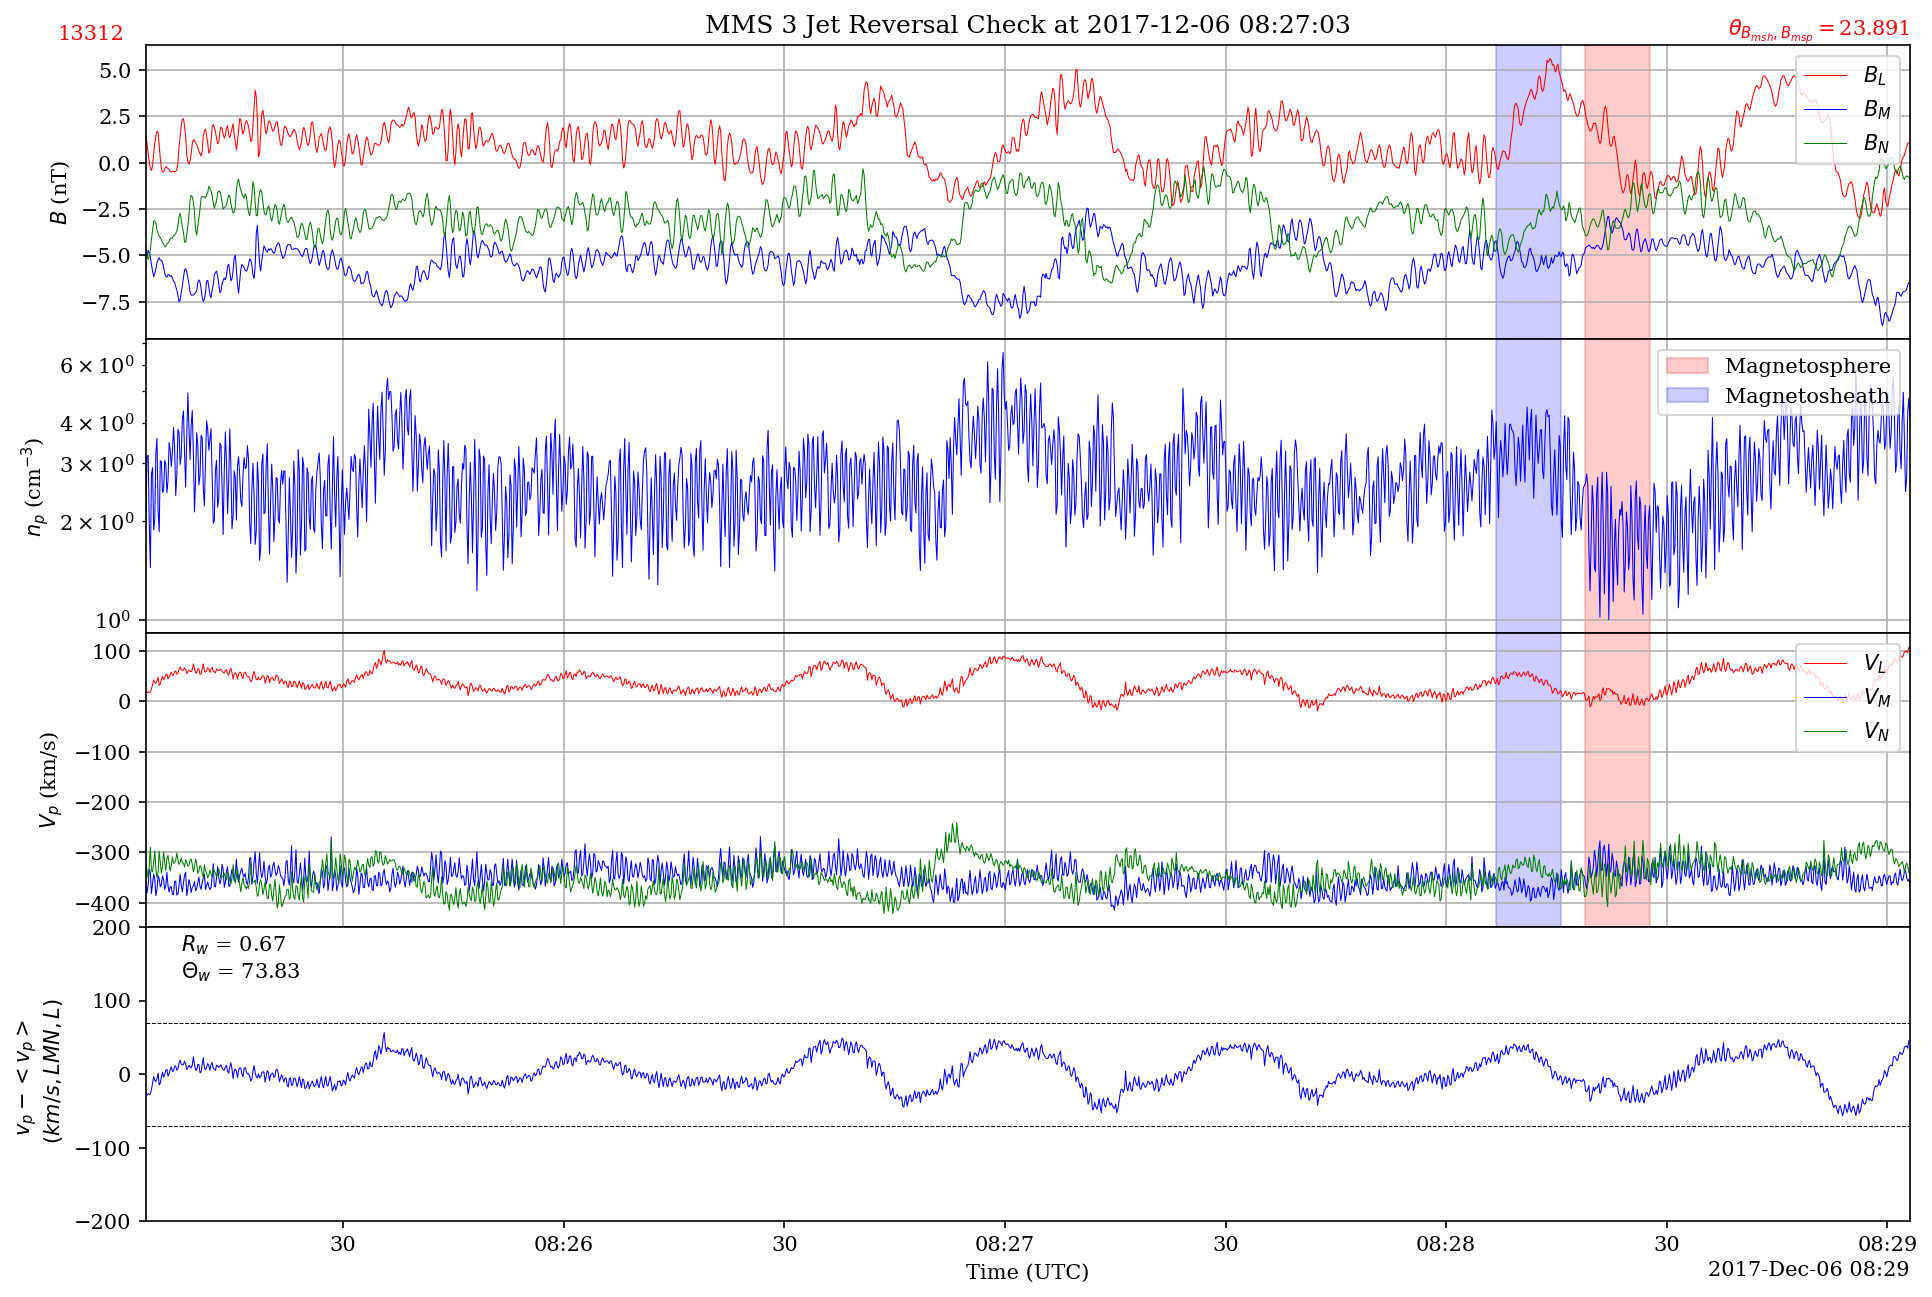 MMS 3 Jet Reversal Check at 2017-12-06 08:27:03
13312
θ_{B_{msh}, B_{msp}} = 23.891
B (nT)
5.0
2.5
0.0
−2.5
−5.0
−7.5
B_L
B_M
B_N
n_p (cm^{−3})
6 × 10^0
4 × 10^0
3 × 10^0
2 × 10^0
10^0
Magnetosphere
Magnetosheath
V_p (km/s)
100
0
−100
−200
−300
−400
V_L
V_M
V_N
v_p − < v_p >
(km/s, LMN, L)
200
100
0
−100
−200
R_w = 0.67
Θ_w = 73.83
30 08:26 30 08:27 30 08:28 30 08:29
Time (UTC)
2017-Dec-06 08:29